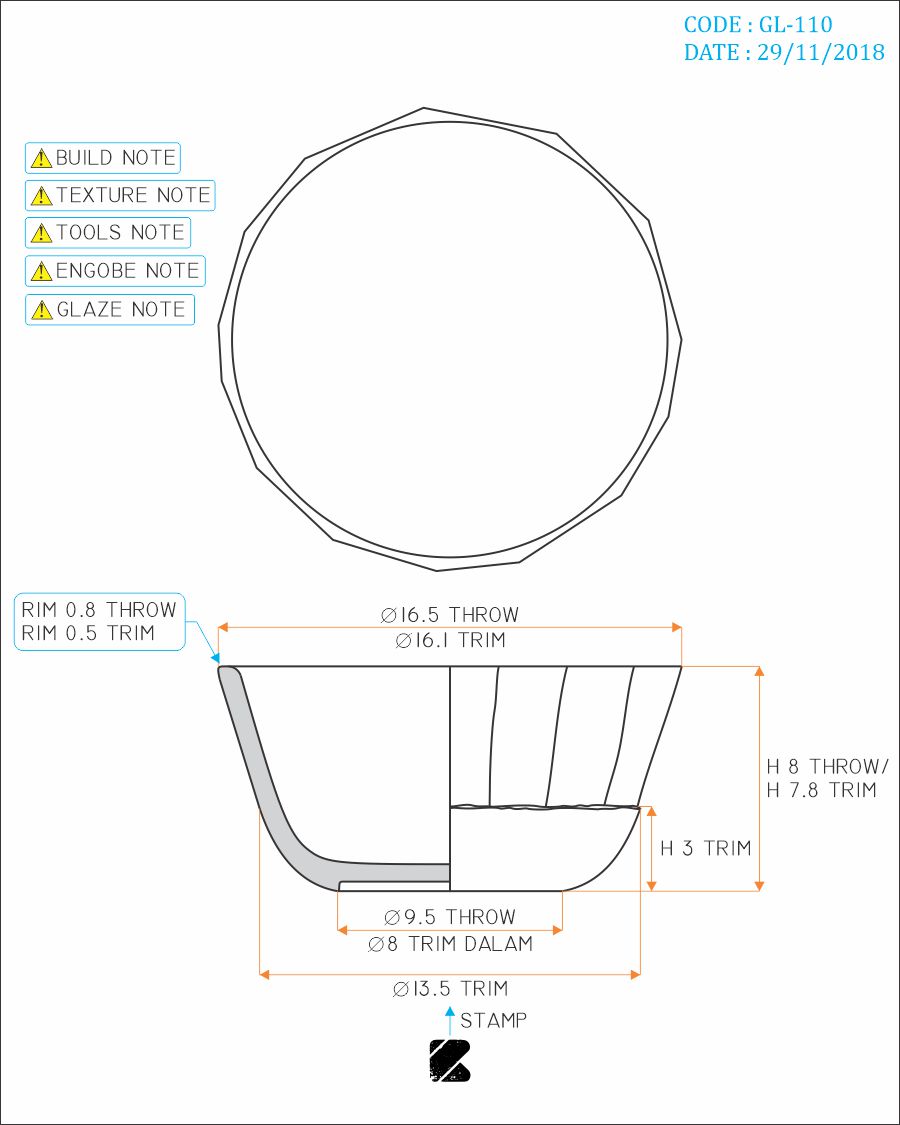 CODE : GL-110
DATE : 29/11/2018
BUILD NOTE
TEXTURE NOTE
TOOLS NOTE
ENGOBE NOTE
GLAZE NOTE
RIM 0.8 THROW
RIM 0.5 TRIM
∅16.5 THROW
∅16.1 TRIM
H 8 THROW/
H 7.8 TRIM
H 3 TRIM
∅9.5 THROW
∅8 TRIM DALAM
∅13.5 TRIM
STAMP